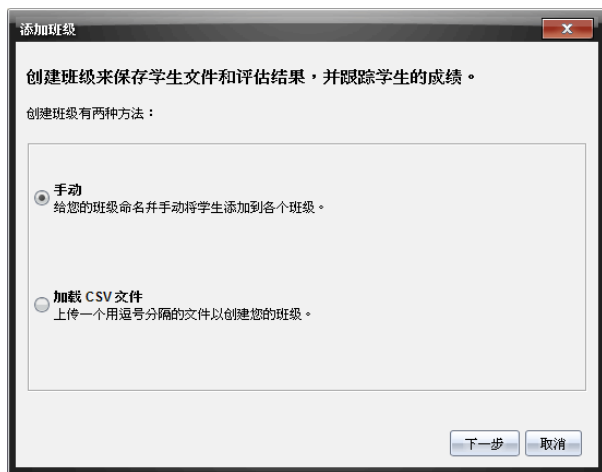 添加班级
创建班级来保存学生文件和评估结果，并跟踪学生的成绩。
创建班级有两种方法：
手动
给您的班级命名并手动将学生添加到各个班级。
加载 CSV 文件
上传一个用逗号分隔的文件以创建您的班级。
下一步 取消